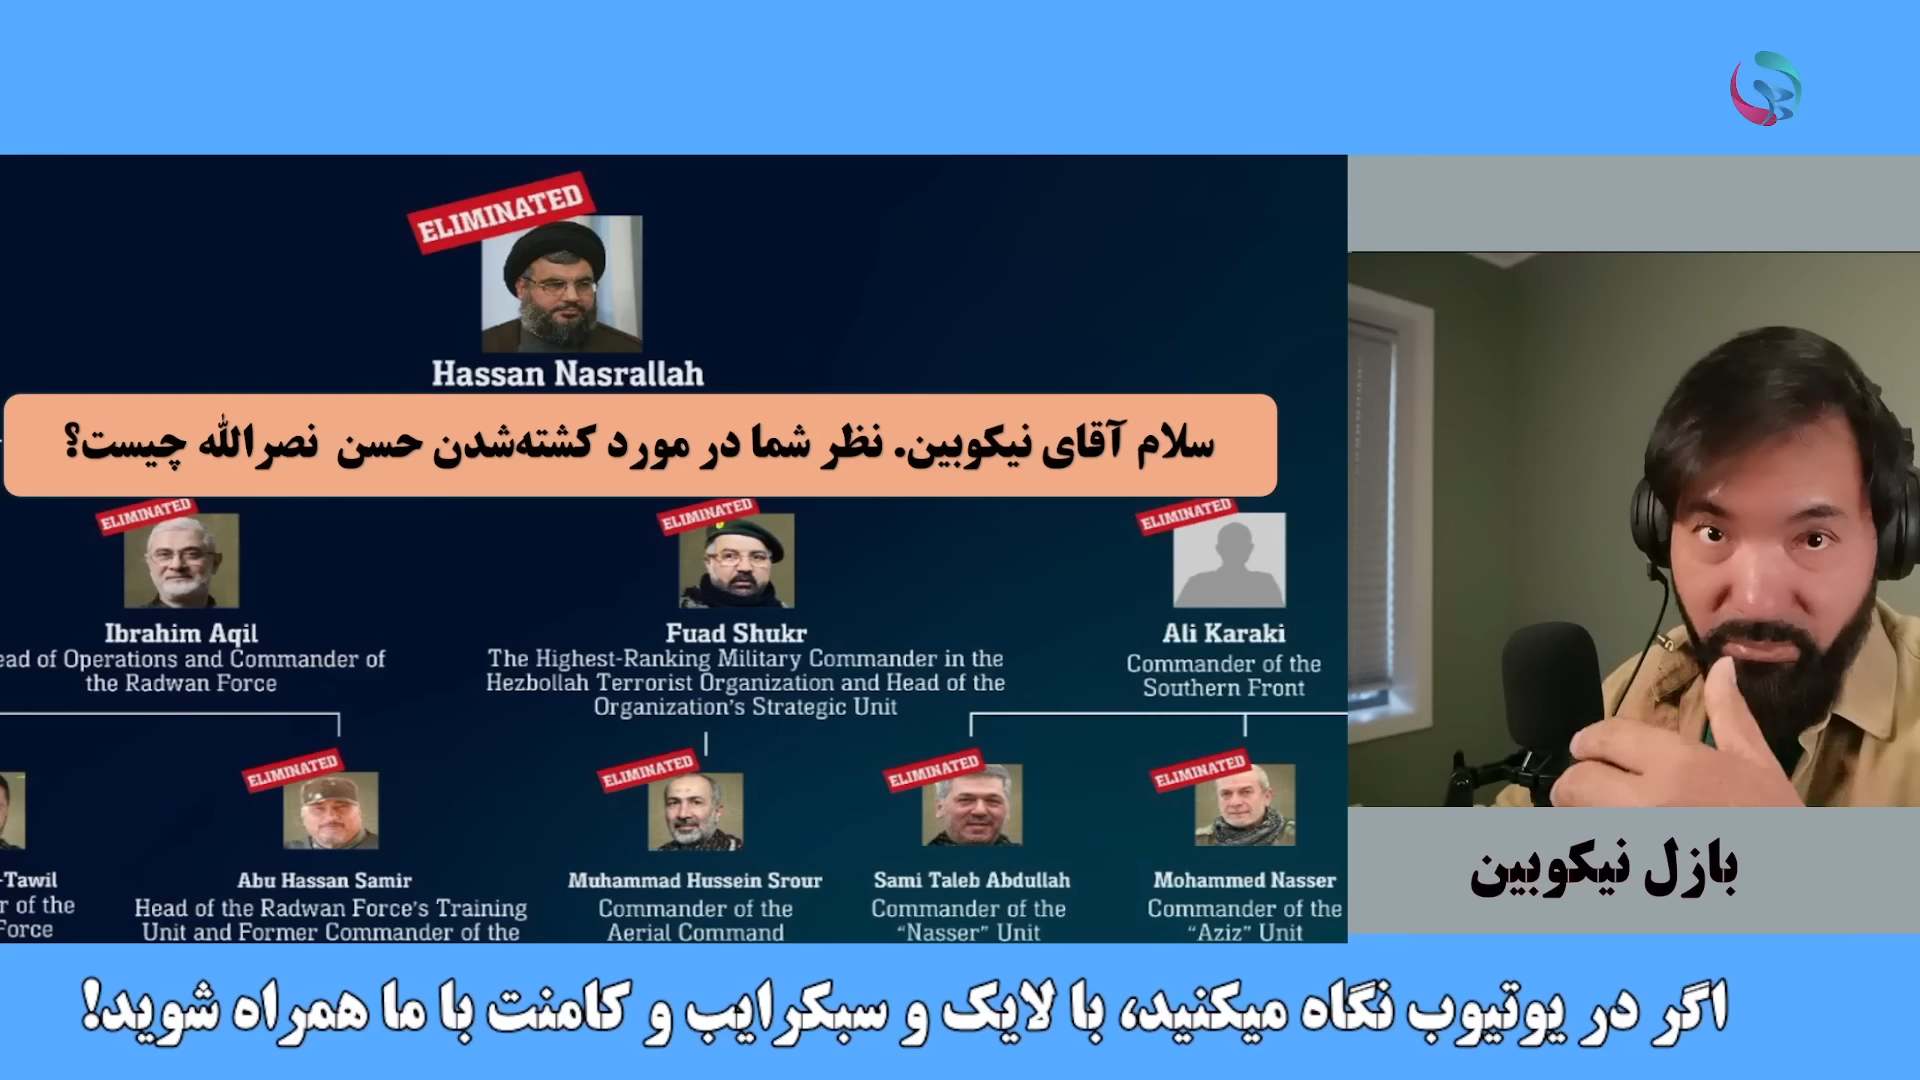 ELIMINATED
Hassan Nasrallah
سلام آقای نیکوبین. نظر شما در مورد کشته‌شدن حسن نصرالله چیست؟
ELIMINATED
Ibrahim Aqil
ead of Operations and Commander of
the Radwan Force
ELIMINATED
Fuad Shukr
The Highest-Ranking Military Commander in the
Hezbollah Terrorist Organization and Head of the
Organization's Strategic Unit
ELIMINATED
Ali Karaki
Commander of the
Southern Front
-Tawil
r of the
Force
ELIMINATED
Abu Hassan Samir
Head of the Radwan Force's Training
Unit and Former Commander of the
ELIMINATED
Muhammad Hussein Srour
Commander of the
Aerial Command
ELIMINATED
Sami Taleb Abdullah
Commander of the
“Nasser” Unit
ELIMINATED
Mohammed Nasser
Commander of the
“Aziz” Unit
بازل نیکوبین
اگر در یوتیوب نگاه میکنید، با لایک و سبکرایب و کامنت با ما همراه شوید!